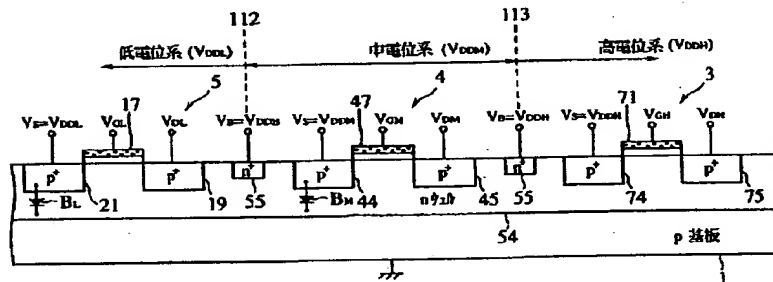 112 113
低電位系 (VDDL) 中電位系 (VDDM) 高電位系 (VDDH)
5 4 3
17 47 71
VS=VDDL VGL VDL VB=VDDH VS=VDDM VGM VDM VB=VDDH VS=VDDH VGH VDH
p+ p+ n+ p+ p+ n+ p+ p+
BL 21 19 55 BM 44 nウェル 45 55 74 75
54
p 基板
1